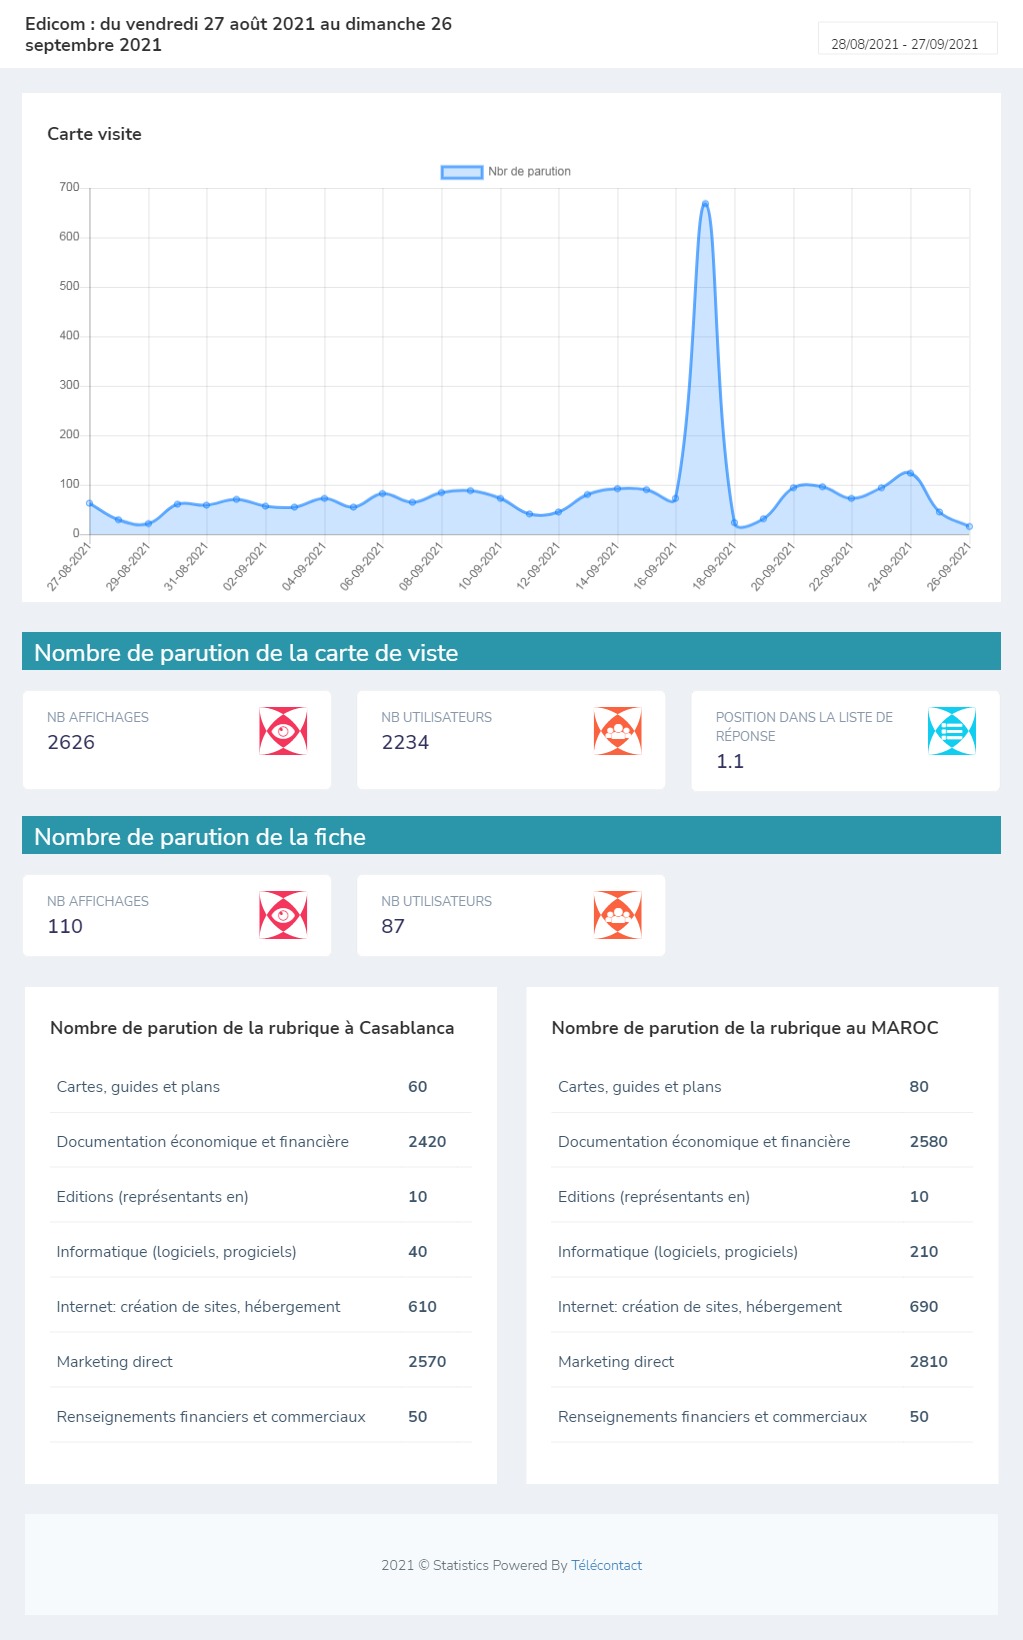 Edicom : du vendredi 27 août 2021 au dimanche 26
septembre 2021
28/08/2021 - 27/09/2021
Carte visite
Nbr de parution
700
600
500
400
300
200
100
0
27-08-2021
29-08-2021
31-08-2021
02-09-2021
04-09-2021
06-09-2021
08-09-2021
10-09-2021
12-09-2021
14-09-2021
16-09-2021
18-09-2021
20-09-2021
22-09-2021
24-09-2021
26-09-2021
Nombre de parution de la carte de viste
NB AFFICHAGES
2626
NB UTILISATEURS
2234
POSITION DANS LA LISTE DE
RÉPONSE
1.1
Nombre de parution de la fiche
NB AFFICHAGES
110
NB UTILISATEURS
87
Nombre de parution de la rubrique à Casablanca
Cartes, guides et plans 60
Documentation économique et financière 2420
Editions (représentants en) 10
Informatique (logiciels, progiciels) 40
Internet: création de sites, hébergement 610
Marketing direct 2570
Renseignements financiers et commerciaux 50
Nombre de parution de la rubrique au MAROC
Cartes, guides et plans 80
Documentation économique et financière 2580
Editions (représentants en) 10
Informatique (logiciels, progiciels) 210
Internet: création de sites, hébergement 690
Marketing direct 2810
Renseignements financiers et commerciaux 50
2021 © Statistics Powered By Télécontact